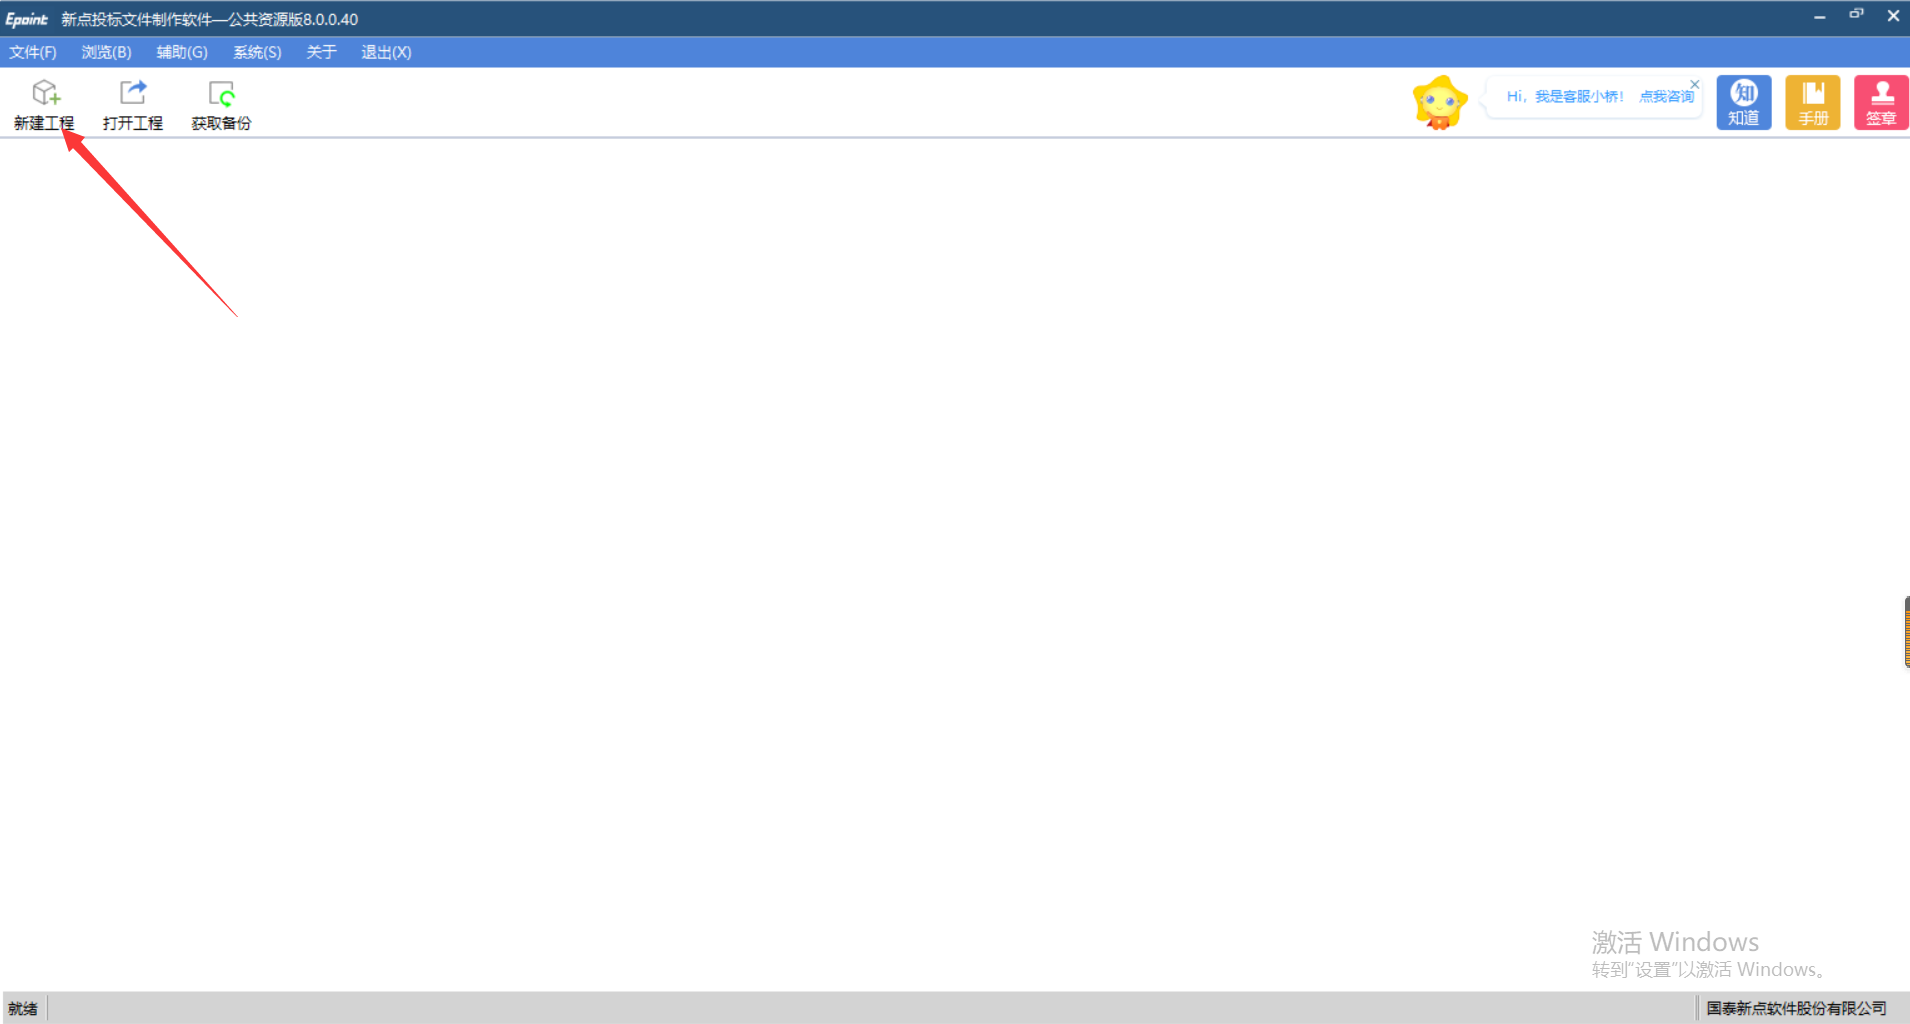 Epoint 新点投标文件制作软件—公共资源版8.0.0.40
文件(F) 浏览(B) 辅助(G) 系统(S) 关于 退出(X)
新建工程 打开工程 获取备份
Hi，我是客服小桥！ 点我咨询
知
知道
手册
签章
激活 Windows
转到“设置”以激活 Windows。
就绪
国泰新点软件股份有限公司